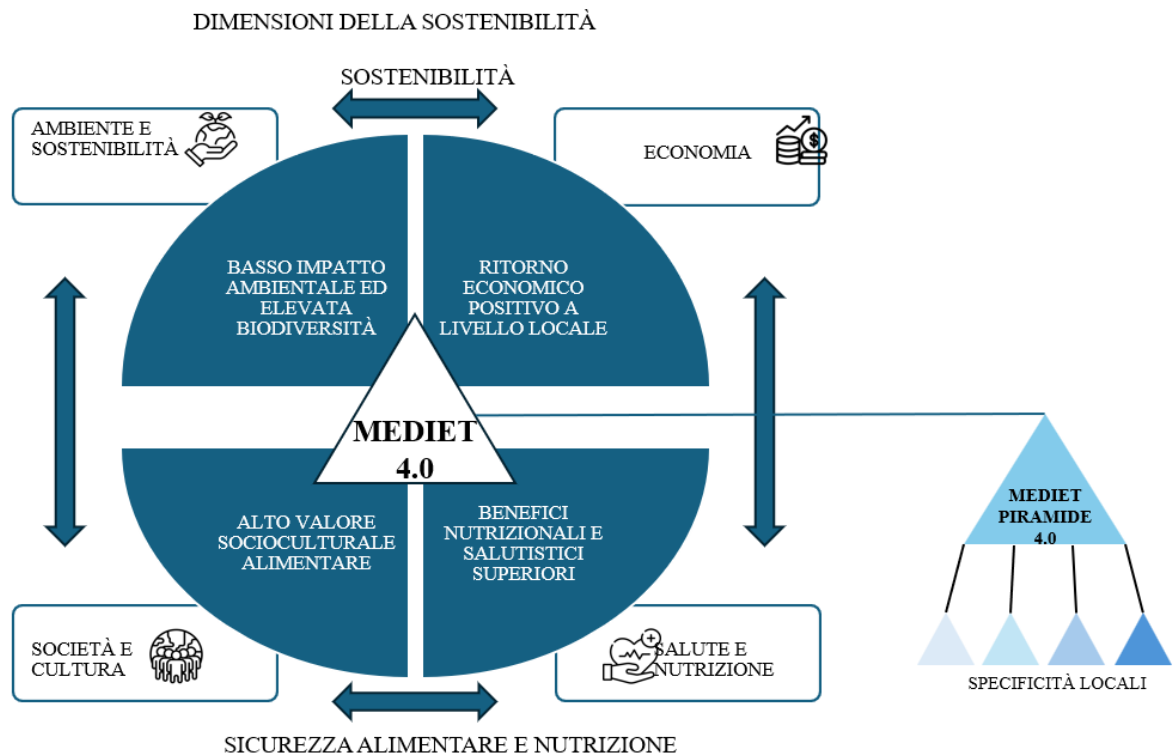 DIMENSIONI DELLA SOSTENIBILITÀ
SOSTENIBILITÀ
AMBIENTE E
SOSTENIBILITÀ
ECONOMIA
BASSO IMPATTO
AMBIENTALE ED
ELEVATA
BIODIVERSITÀ
RITORNO
ECONOMICO
POSITIVO A
LIVELLO LOCALE
MEDIET
4.0
ALTO VALORE
SOCIOCULTURALE
ALIMENTARE
BENEFICI
NUTRIZIONALI E
SALUTISTICI
SUPERIORI
SOCIETÀ E
CULTURA
SALUTE E
NUTRIZIONE
SICUREZZA ALIMENTARE E NUTRIZIONE
MEDIET
PIRAMIDE
4.0
SPECIFICITÀ LOCALI